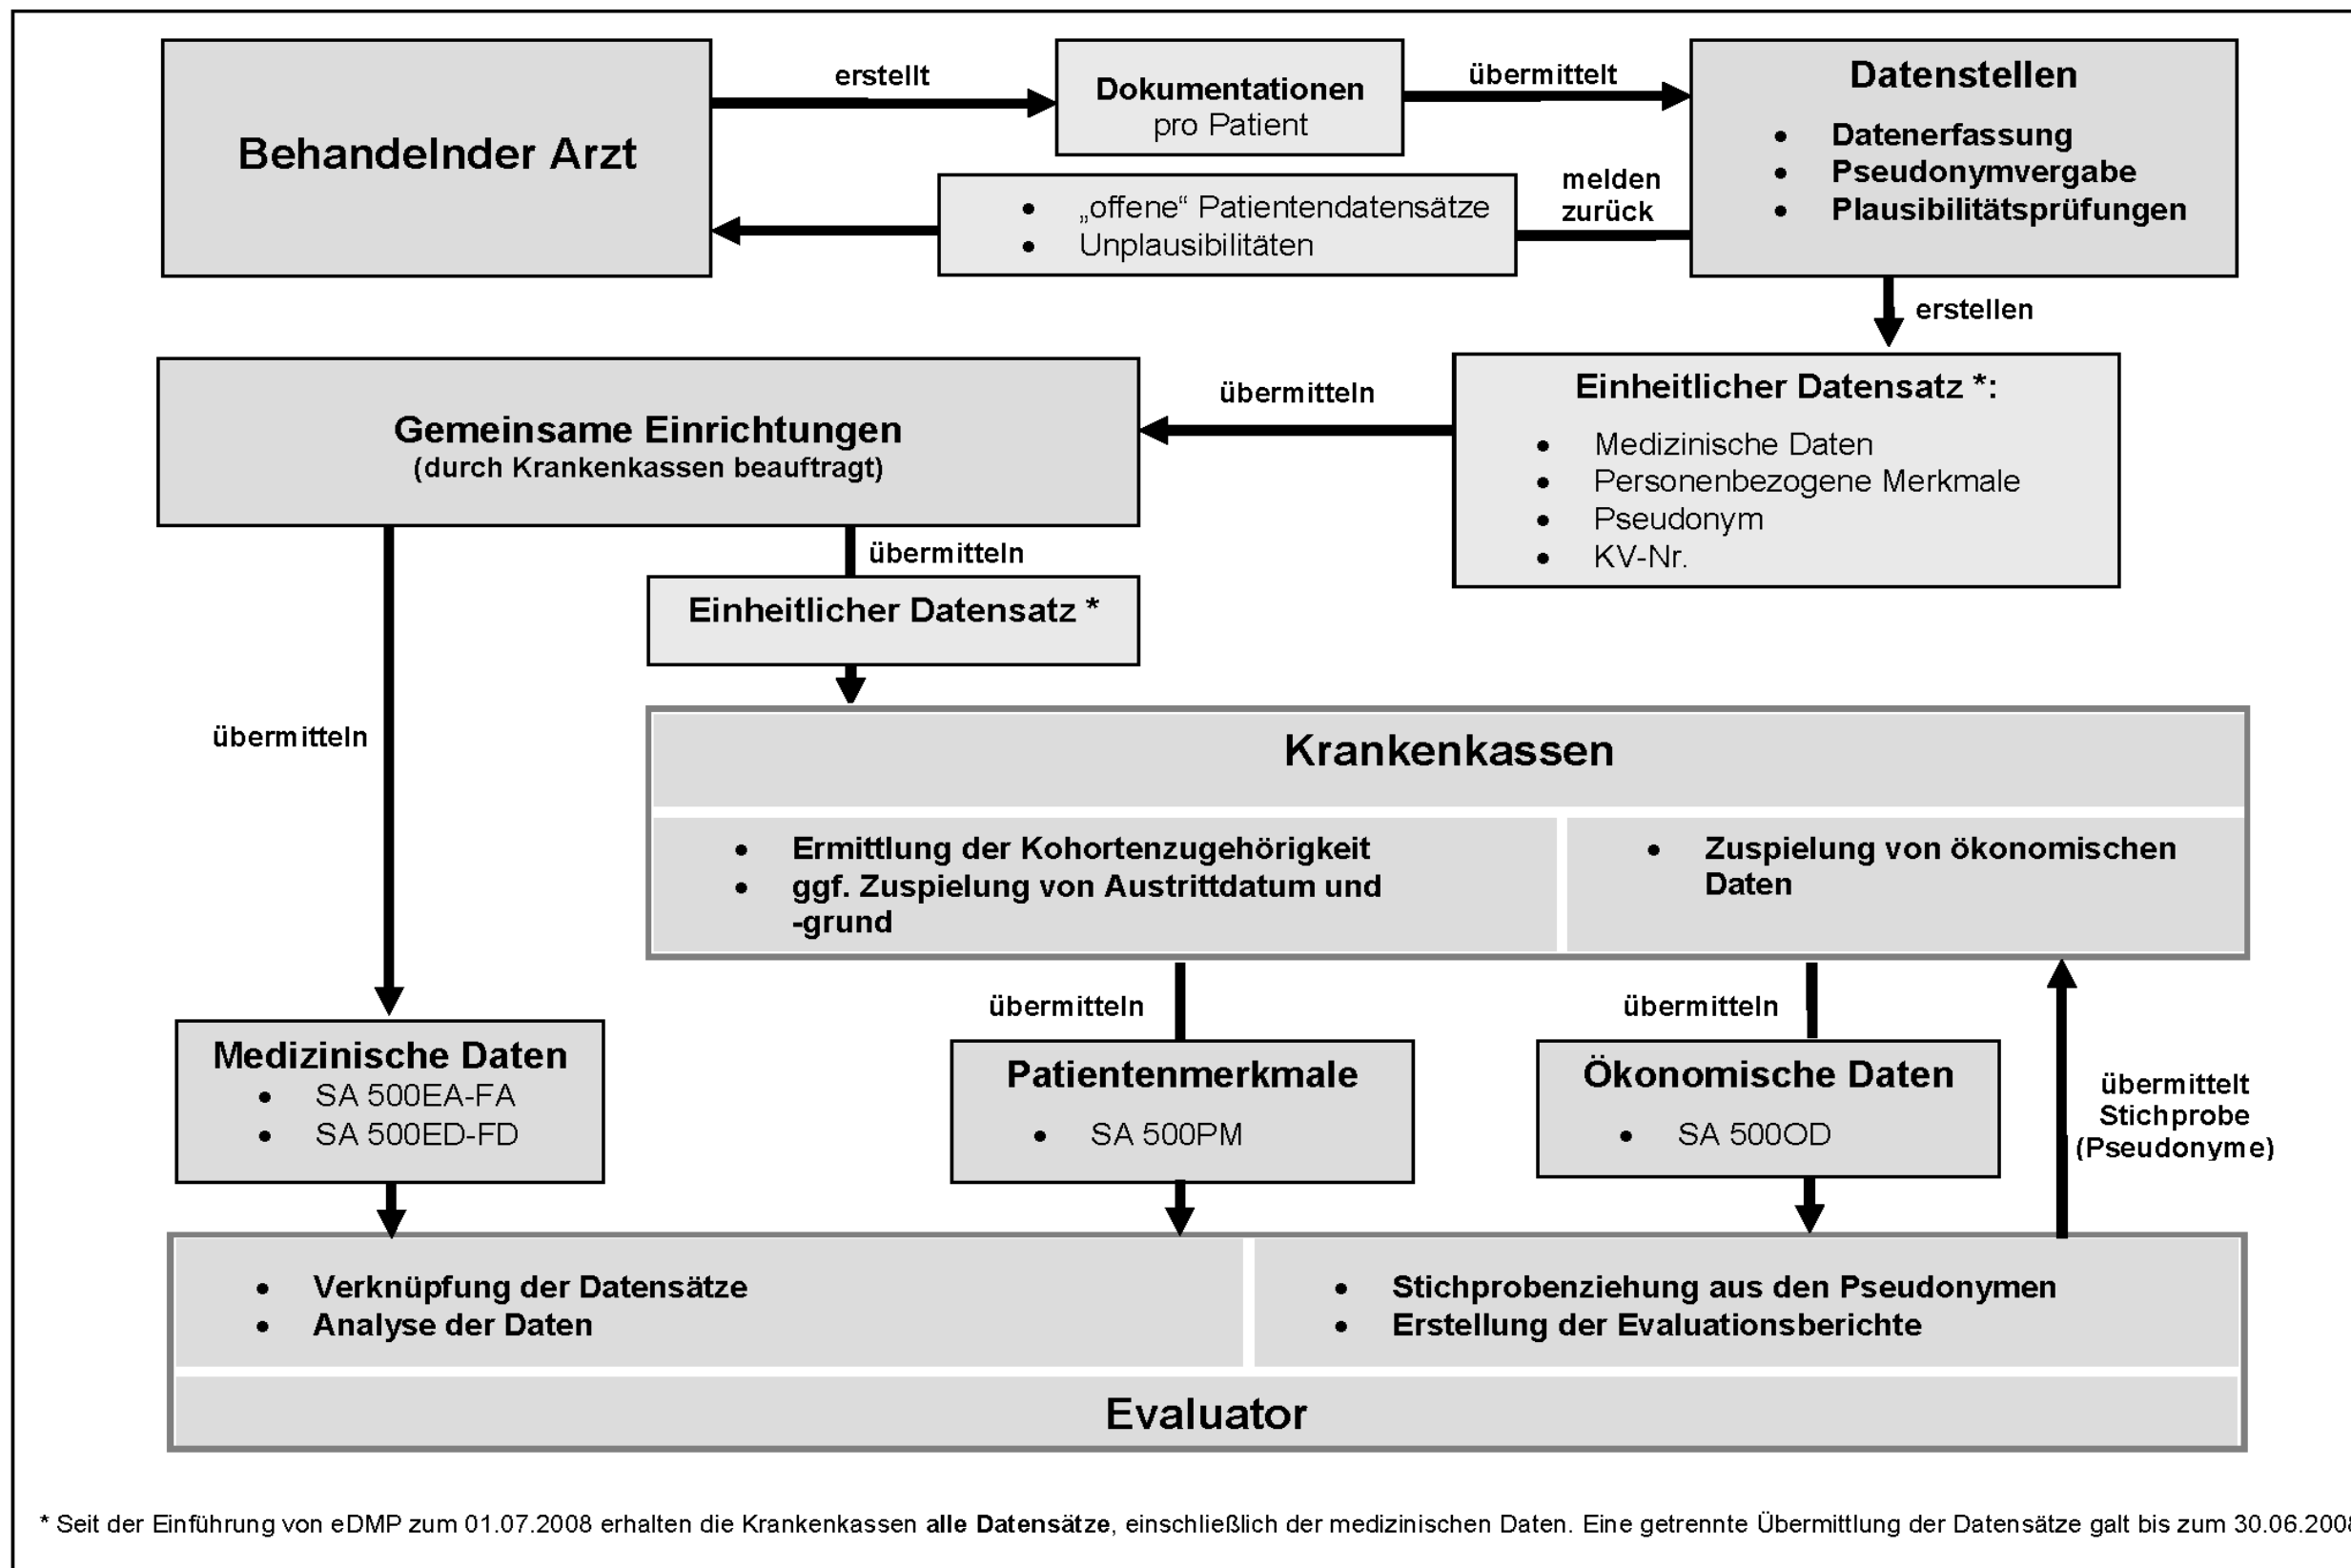 Behandelnder Arzt
erstellt
Dokumentationen
pro Patient
übermittelt
Datenstellen
• Datenerfassung
• Pseudonymvergabe
• Plausibilitätsprüfungen
melden
zurück
• „offene“ Patientendatensätze
• Unplausibilitäten
erstellen
Einheitlicher Datensatz *:
• Medizinische Daten
• Personenbezogene Merkmale
• Pseudonym
• KV-Nr.
übermitteln
Gemeinsame Einrichtungen
(durch Krankenkassen beauftragt)
übermitteln
Einheitlicher Datensatz *
übermitteln
Krankenkassen
• Ermittlung der Kohortenzugehörigkeit
• ggf. Zuspielung von Austrittdatum und
-grund
• Zuspielung von ökonomischen
Daten
übermitteln
übermitteln
Medizinische Daten
• SA 500EA-FA
• SA 500ED-FD
Patientenmerkmale
• SA 500PM
Ökonomische Daten
• SA 500OD
übermittelt
Stichprobe
(Pseudonyme)
• Verknüpfung der Datensätze
• Analyse der Daten
• Stichprobenziehung aus den Pseudonymen
• Erstellung der Evaluationsberichte
Evaluator
* Seit der Einführung von eDMP zum 01.07.2008 erhalten die Krankenkassen alle Datensätze, einschließlich der medizinischen Daten. Eine getrennte Übermittlung der Datensätze galt bis zum 30.06.2008